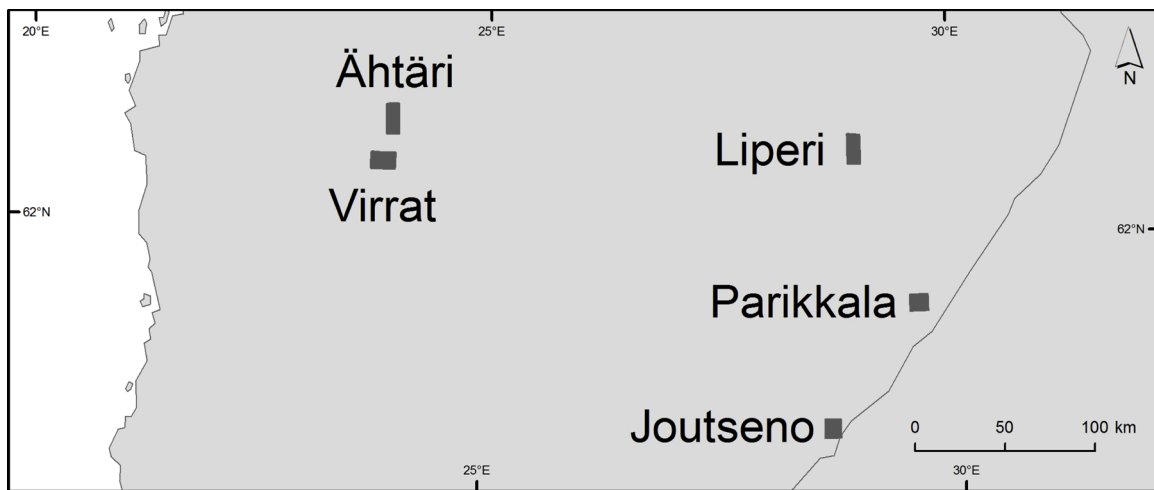 20°E
25°E
30°E
Ähtäri
N
Liperi
Virrat
62°N
62°N
Parikkala
Joutseno
0 50 100 km
25°E
30°E